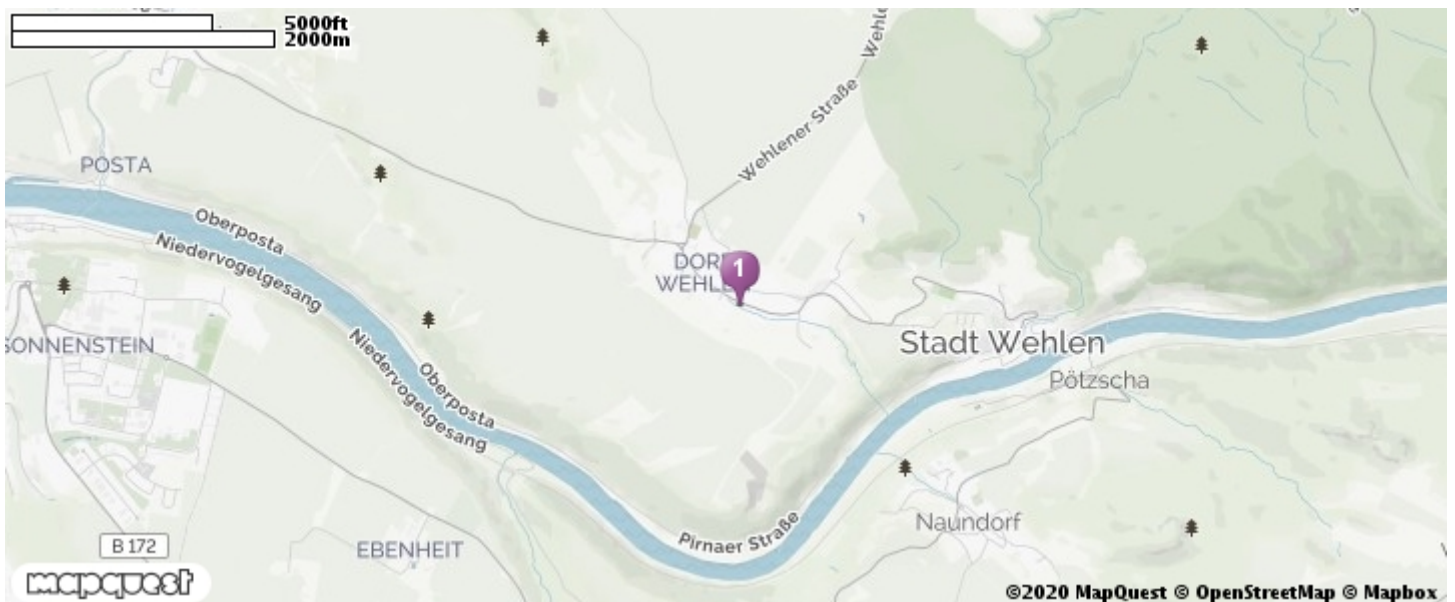 5000ft
2000m
Wehle
Wehlener Straße
POSTA
Oberposta
Niedervogelgesang
DORF
WEHLEN
1
SONNENSTEIN
Niedervogelgesang
Oberposta
Stadt Wehlen
Pötzscha
Pirnaer Straße
Naundorf
B 172
EBENHEIT
mapquest
©2020 MapQuest © OpenStreetMap © Mapbox